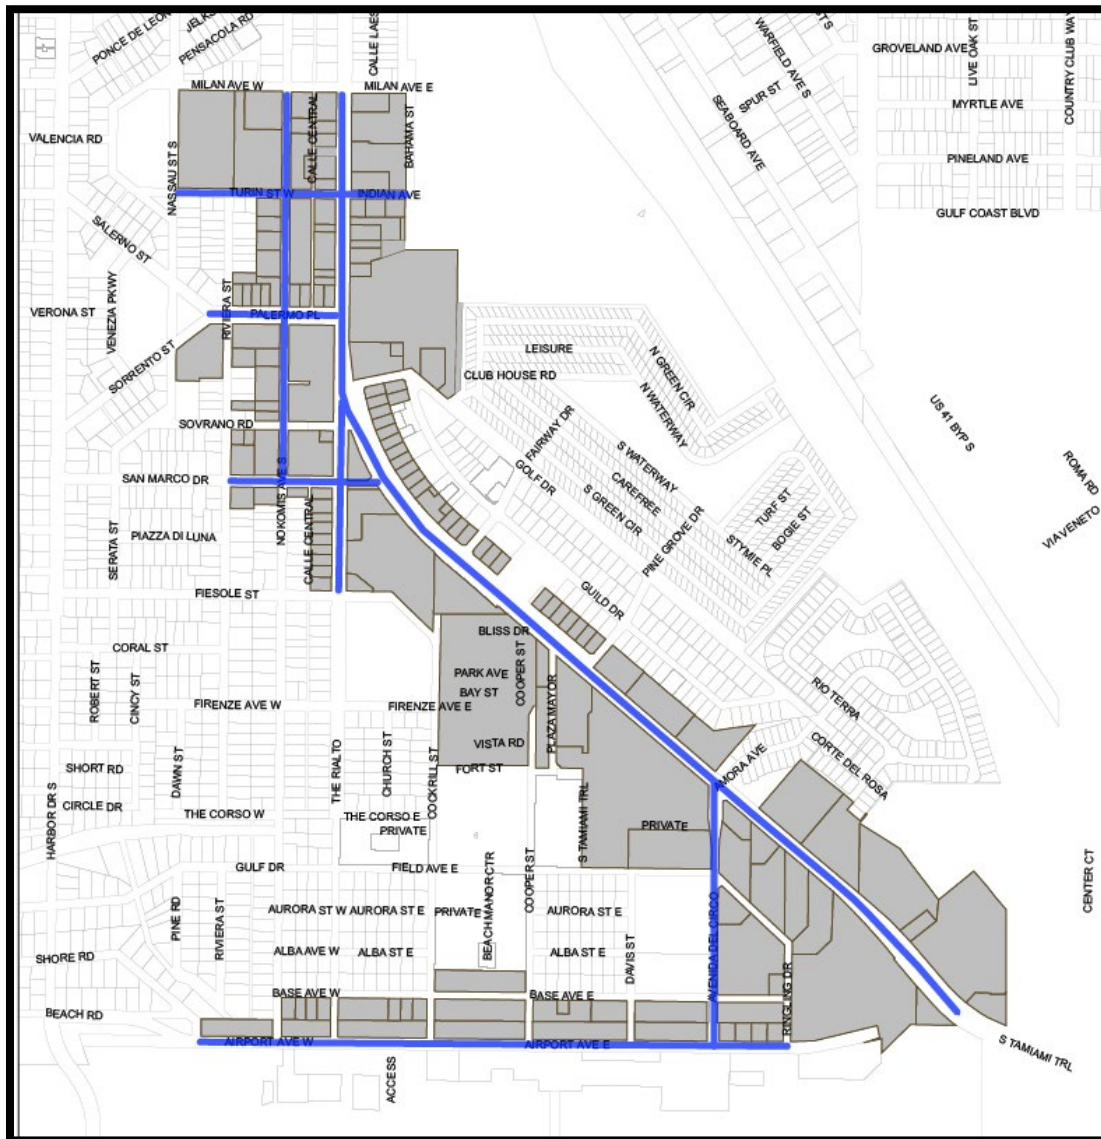 PONCE DE LEON
PENSACOLA RD
CALLE LAES
WARFIELD AVE S
SPUR ST
SEABOARD AVE
GROVELAND AVE
LIVE OAK ST
COUNTRY CLUB WAY
MYRTLE AVE
PINELAND AVE
GULF COAST BLVD
MILAN AVE W
MILAN AVE E
VALENCIA RD
NASSAU ST S
CALLE CENTRAL
BAHAMA ST
TURIN ST W
INDIAN AVE
SALERNO ST
VERONA ST
VENEZIA PKWY
RIVIERA ST
PALERMO PL
SORRENTO ST
LEISURE
CLUB HOUSE RD
N GREEN CIR
N WATERWAY
FAIRWAY DR
GOLF DR
S WATERWAY
CAREFREE
S GREEN CIR
US 41 BYP S
ROMA RD
VIA VENETO
SOVRANO RD
SAN MARCO DR
NOKOMIS AVE S
CALLE CENTRAL
SERATA ST
PIAZZA DI LUNA
PINE GROVE DR
TURF ST
BOGIE ST
STYMIE PL
FIESOLE ST
GUILD DR
BLISS DR
CORAL ST
ROBERT ST
CINCY ST
PARK AVE
BAY ST
COOPER ST
PLAZA MAYOR
FIRENZE AVE W
FIRENZE AVE E
VISTA RD
FORT ST
RIO TERRA
CORTE DEL ROSA
AMORA AVE
SHORT RD
DAWN ST
THE RIALTO
CHURCH ST
COCKRILL ST
CIRCLE DR
HARBOR DR S
THE CORSO W
THE CORSO E
PRIVATE
S TAMIAMI TRL
PRIVATE
GULF DR
FIELD AVE E
COOPER ST
CENTER CT
PINE RD
RIVIERA ST
AURORA ST W
AURORA ST E
PRIVATE
BEACH MANOR CTR
AURORA ST E
AVENIDA DEL CIRCO
SHORE RD
ALBA AVE W
ALBA ST E
ALBA ST E
DAVIS ST
RINGLING DR
BEACH RD
BASE AVE W
BASE AVE E
AIRPORT AVE W
AIRPORT AVE E
ACCESS
S TAMIAMI TRL